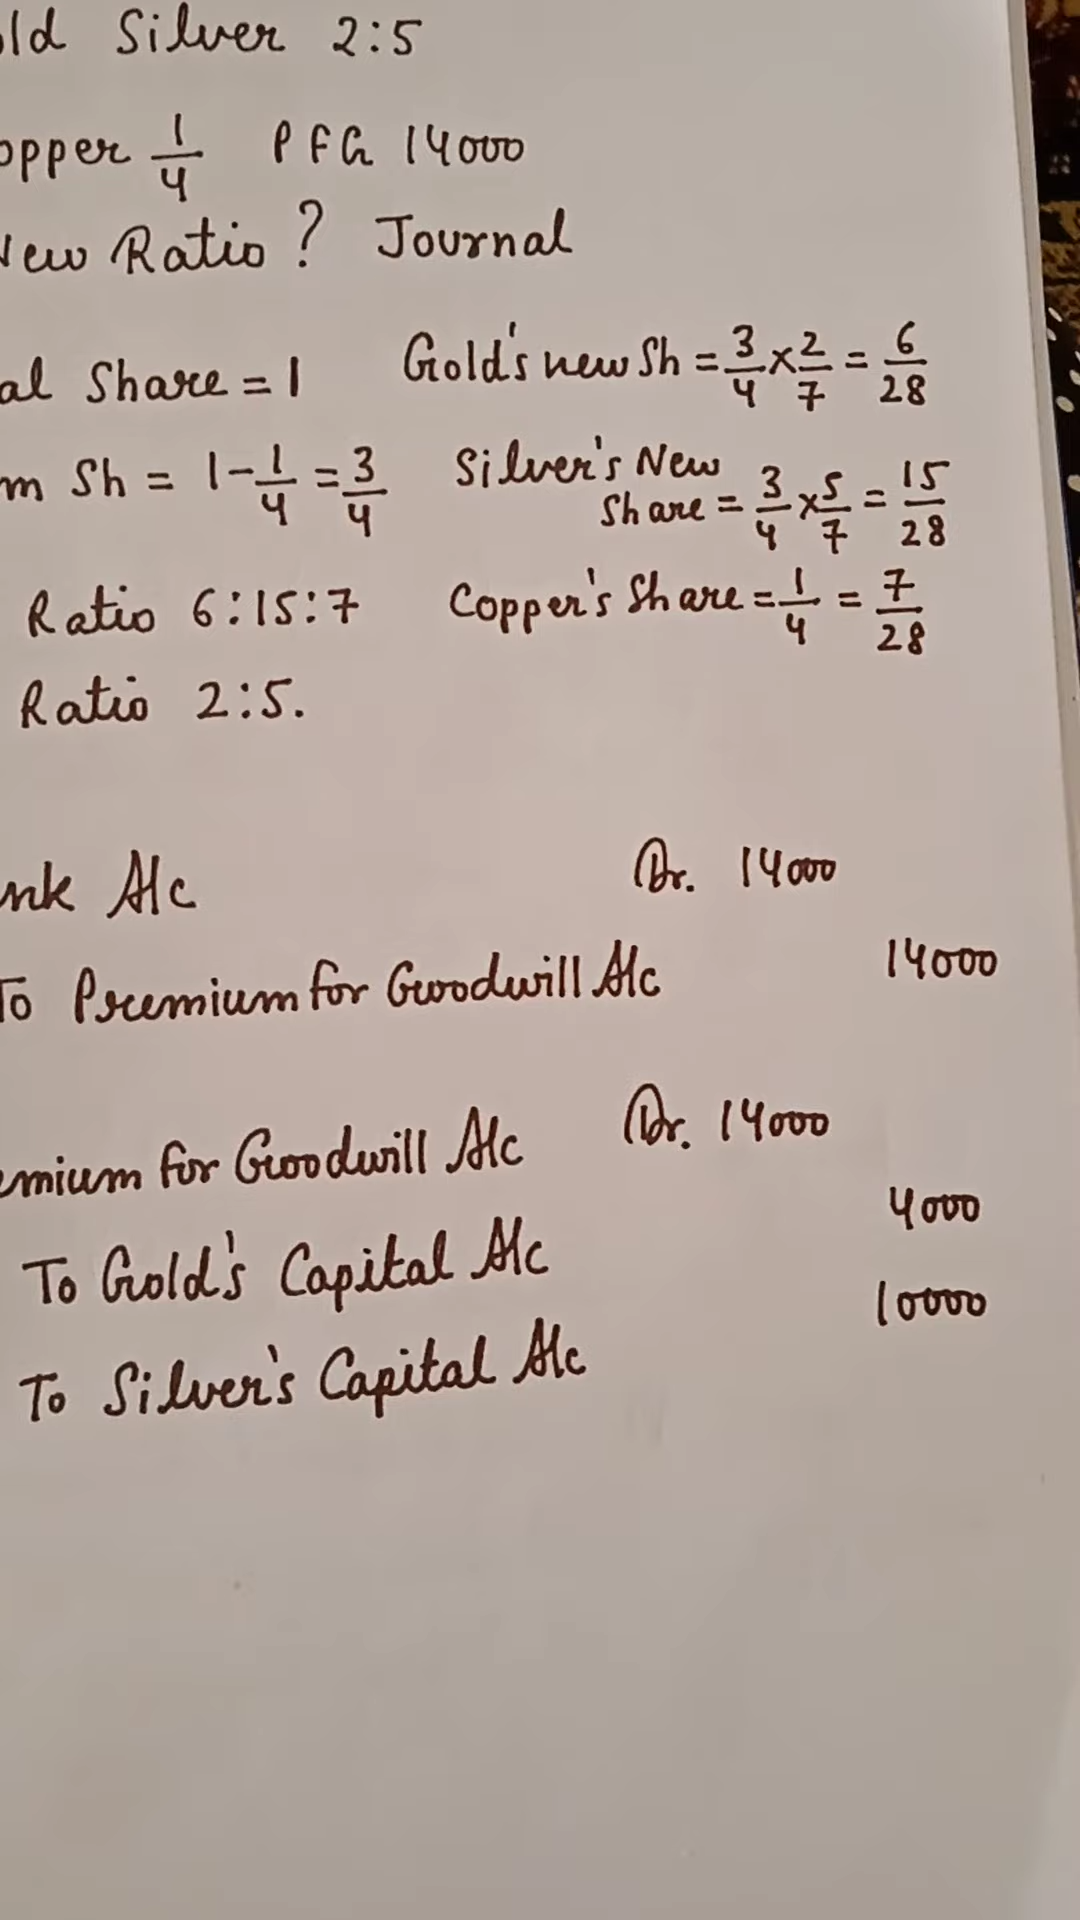 old Silver 2:5
opper 1/4 PFG 14000
New Ratio? Journal
al Share = 1 Gold's new Sh = 3/4 x 2/7 = 6/28
m Sh = 1 - 1/4 = 3/4 Silver's New
Share = 3/4 x 5/7 = 15/28
Ratio 6:15:7 Copper's Share = 1/4 = 7/28
Ratio 2:5.
nk A/c Dr. 14000
To Premium for Goodwill A/c 14000
emium for Goodwill A/c Dr. 14000
To Gold's Capital A/c 4000
To Silver's Capital A/c 10000